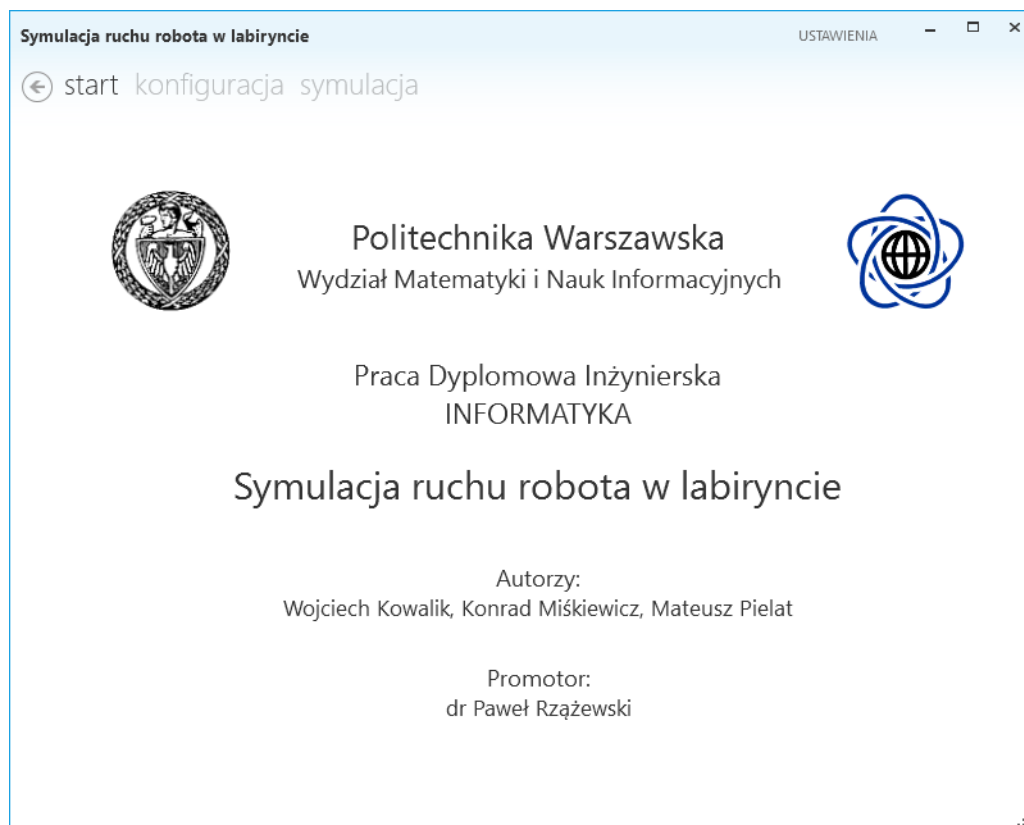 Symulacja ruchu robota w labiryncie
USTAWIENIA
start konfiguracja symulacja
Politechnika Warszawska
Wydział Matematyki i Nauk Informacyjnych
Praca Dyplomowa Inżynierska
INFORMATYKA
Symulacja ruchu robota w labiryncie
Autorzy:
Wojciech Kowalik, Konrad Miśkiewicz, Mateusz Pielat
Promotor:
dr Paweł Rzążewski